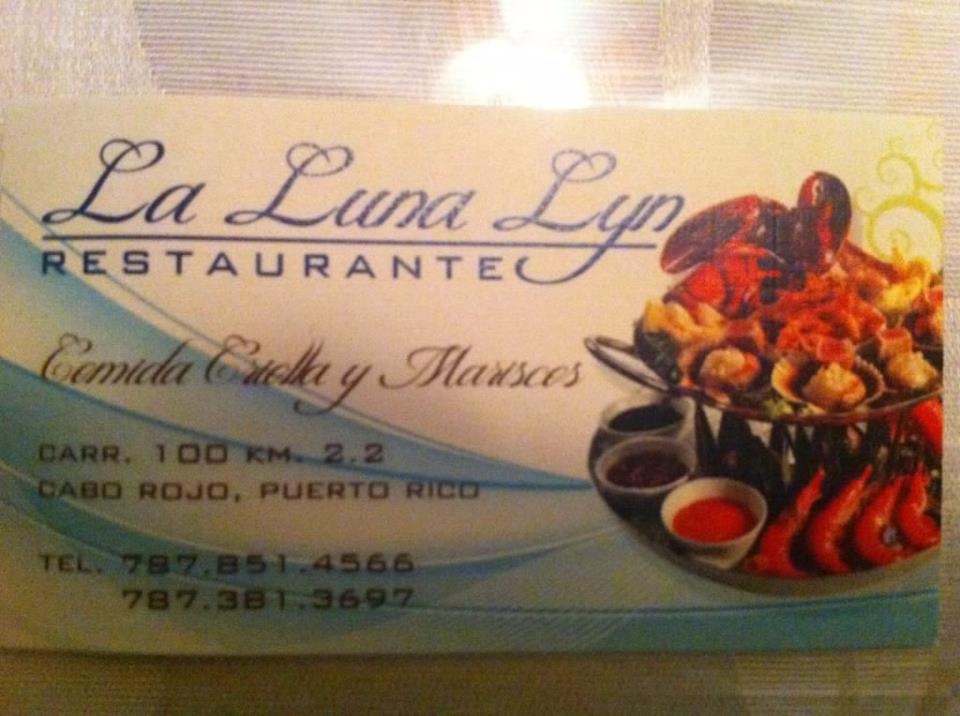 La Luna Lyn
RESTAURANTE
Comida Criolla y Mariscos
CARR. 100 KM. 2.2
CABO ROJO, PUERTO RICO
TEL. 787.851.4566
787.381.3697